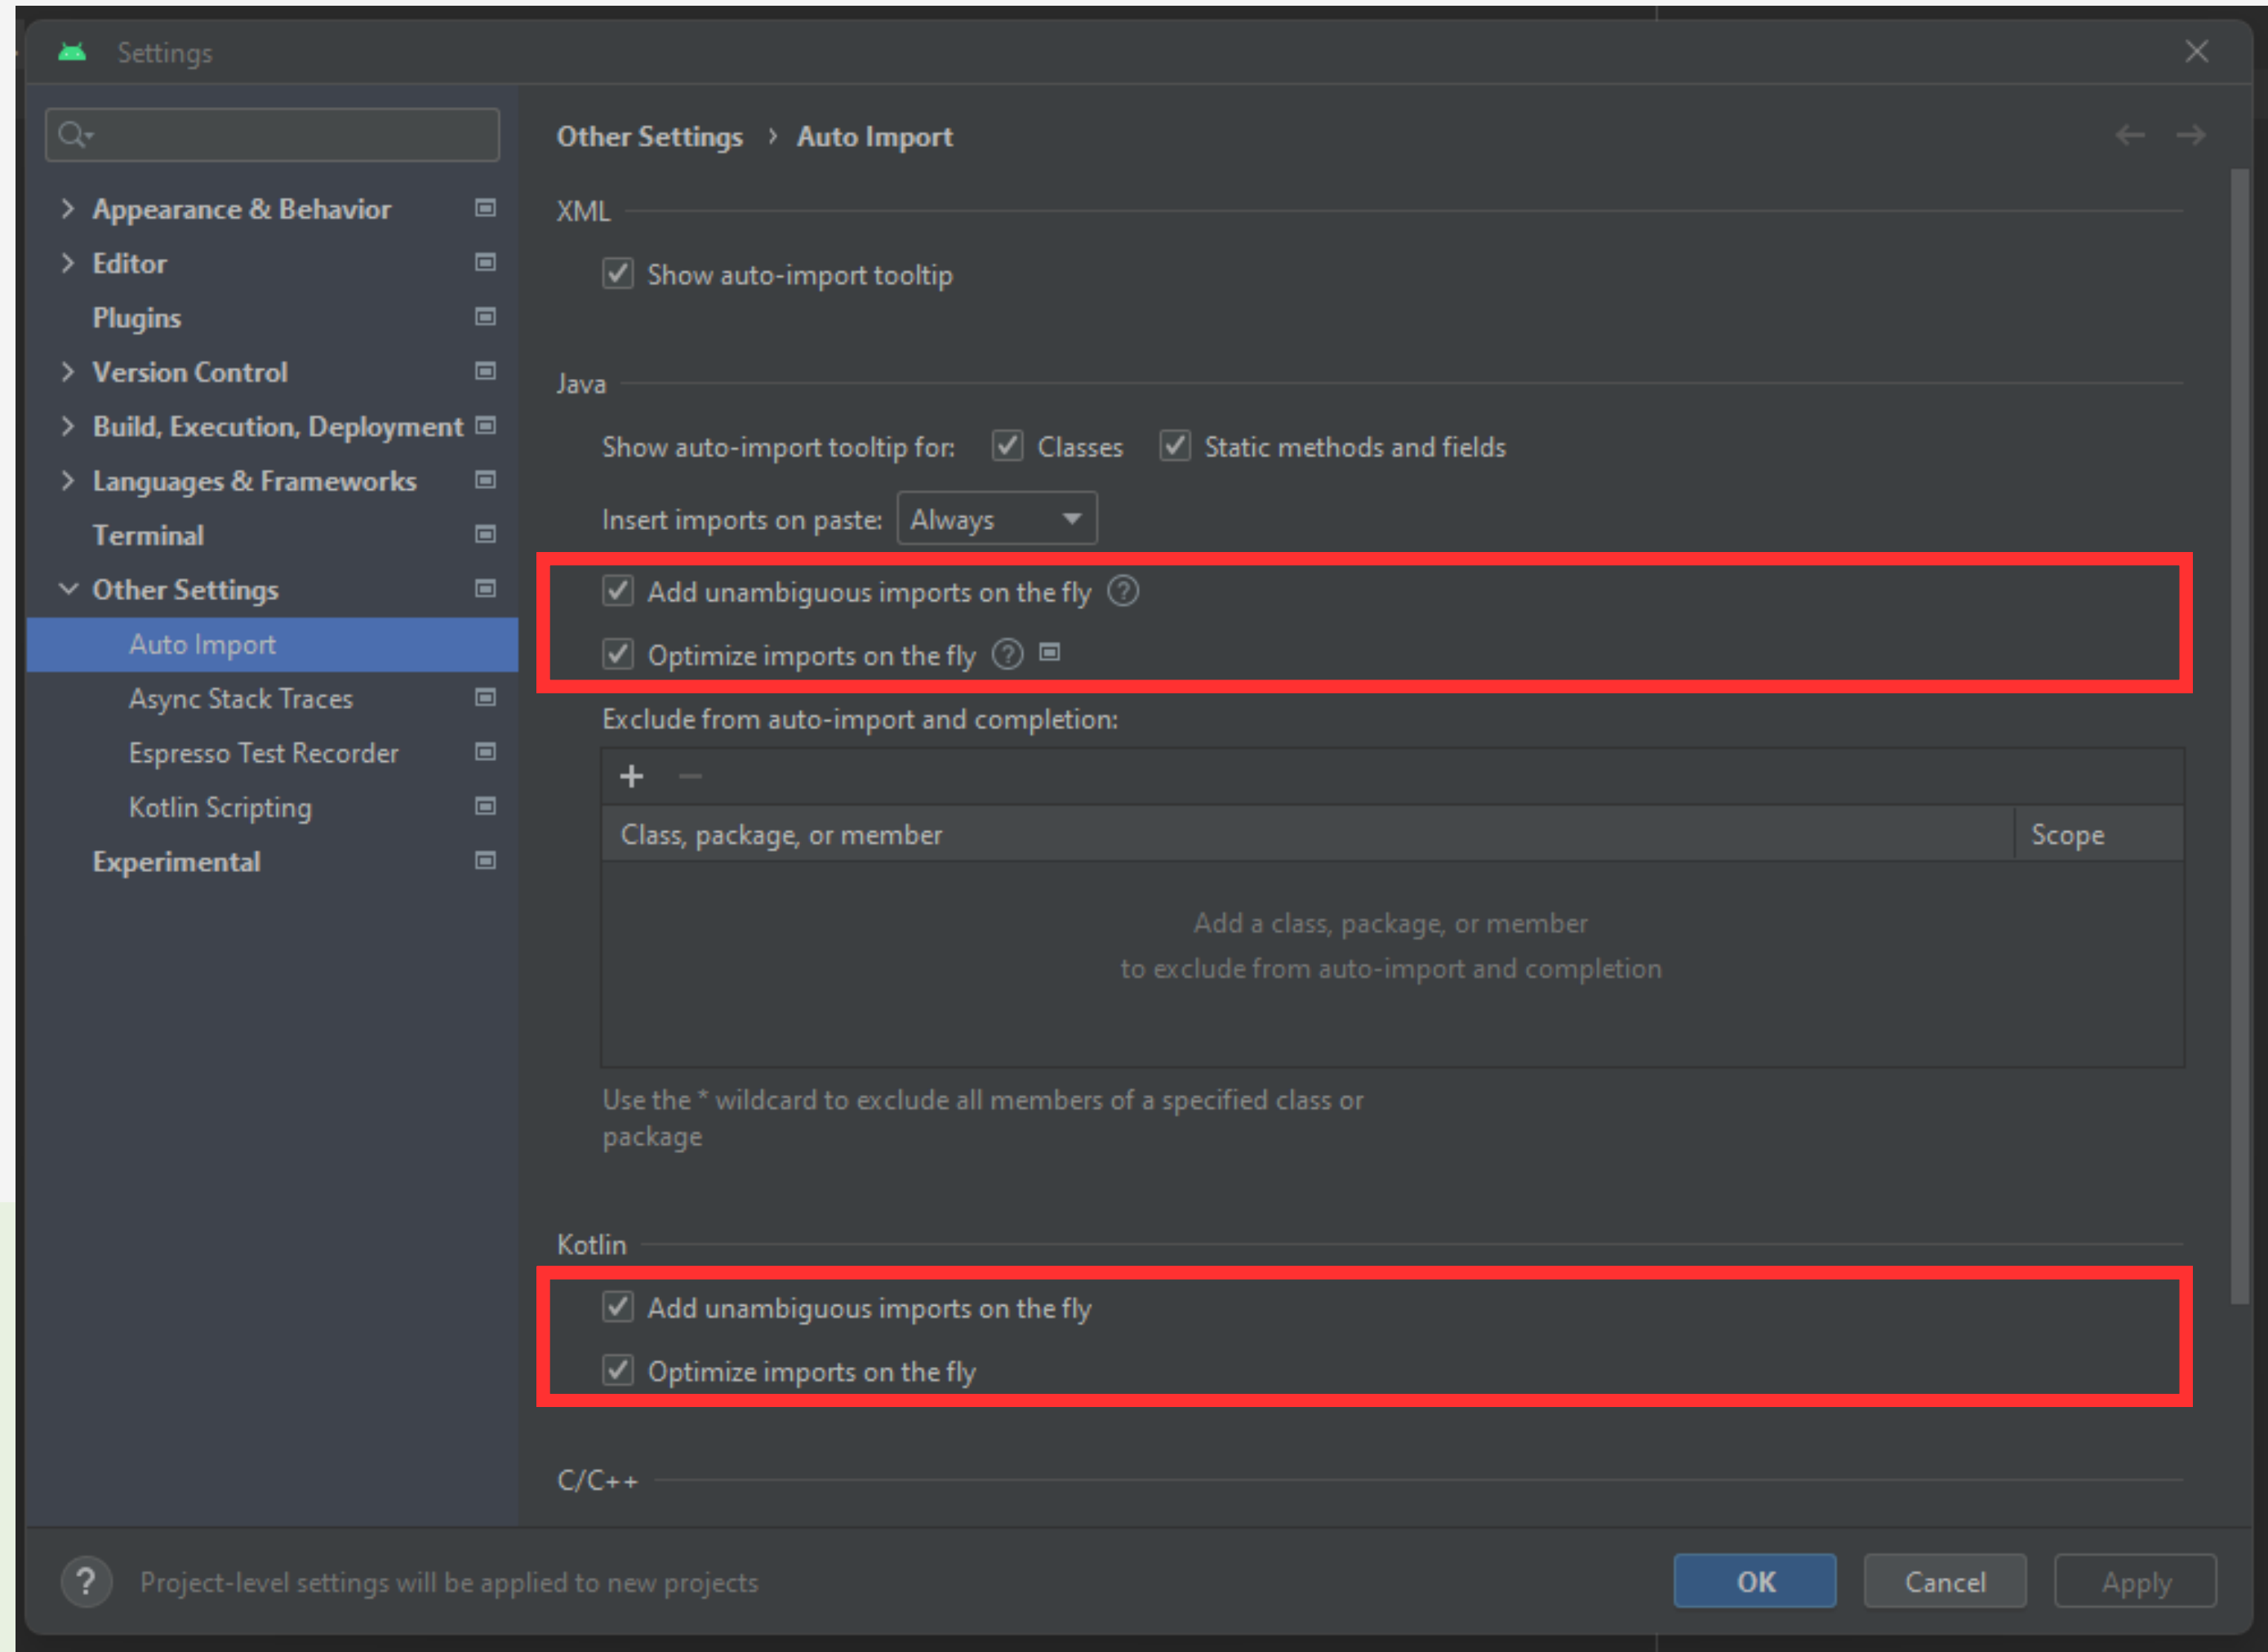 Settings
Appearance & Behavior
Editor
Plugins
Version Control
Build, Execution, Deployment
Languages & Frameworks
Terminal
Other Settings
Auto Import
Async Stack Traces
Espresso Test Recorder
Kotlin Scripting
Experimental
Other Settings › Auto Import
XML
Show auto-import tooltip
Java
Show auto-import tooltip for: Classes Static methods and fields
Insert imports on paste: Always
Add unambiguous imports on the fly ?
Optimize imports on the fly ?
Exclude from auto-import and completion:
+ −
Class, package, or member Scope
Add a class, package, or member
to exclude from auto-import and completion
Use the * wildcard to exclude all members of a specified class or
package
Kotlin
Add unambiguous imports on the fly
Optimize imports on the fly
C/C++
? Project-level settings will be applied to new projects
OK Cancel Apply